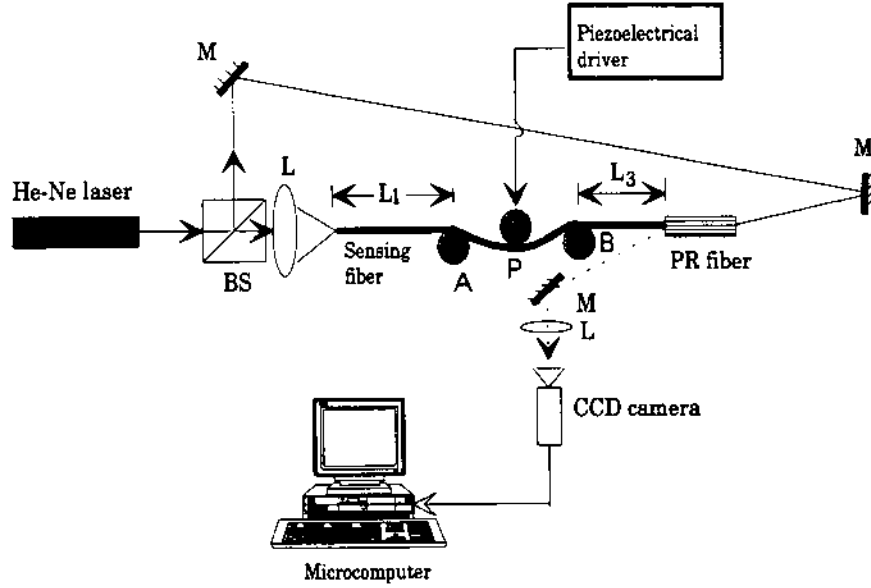 Piezoelectrical
driver
M
He-Ne laser
L
L₁
L₃
M
BS
Sensing
fiber
A
P
B
PR fiber
M
L
CCD camera
Microcomputer